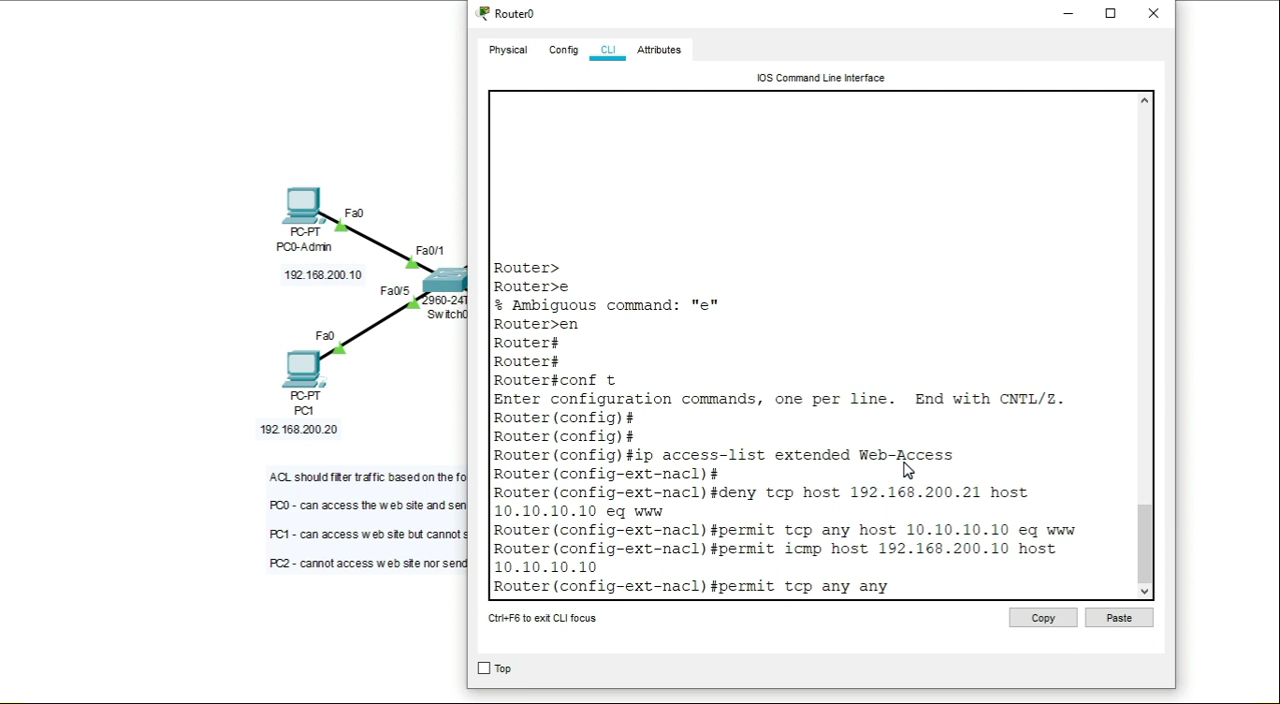 Router0
Physical Config CLI Attributes
IOS Command Line Interface
Router>
Router>e
% Ambiguous command: "e"
Router>en
Router#
Router#
Router#conf t
Enter configuration commands, one per line.  End with CNTL/Z.
Router(config)#
Router(config)#
Router(config)#ip access-list extended Web-Access
Router(config-ext-nacl)#
Router(config-ext-nacl)#deny tcp host 192.168.200.21 host
10.10.10.10 eq www
Router(config-ext-nacl)#permit tcp any host 10.10.10.10 eq www
Router(config-ext-nacl)#permit icmp host 192.168.200.10 host
10.10.10.10
Router(config-ext-nacl)#permit tcp any any
Ctrl+F6 to exit CLI focus
Copy Paste
Top
Fa0
PC-PT
PC0-Admin
192.168.200.10
Fa0/1
Fa0/5
2960-24T
Switch0
Fa0
PC-PT
PC1
192.168.200.20
ACL should filter traffic based on the fo
PC0 - can access the web site and sen
PC1 - can access web site but cannot s
PC2 - cannot access web site nor send